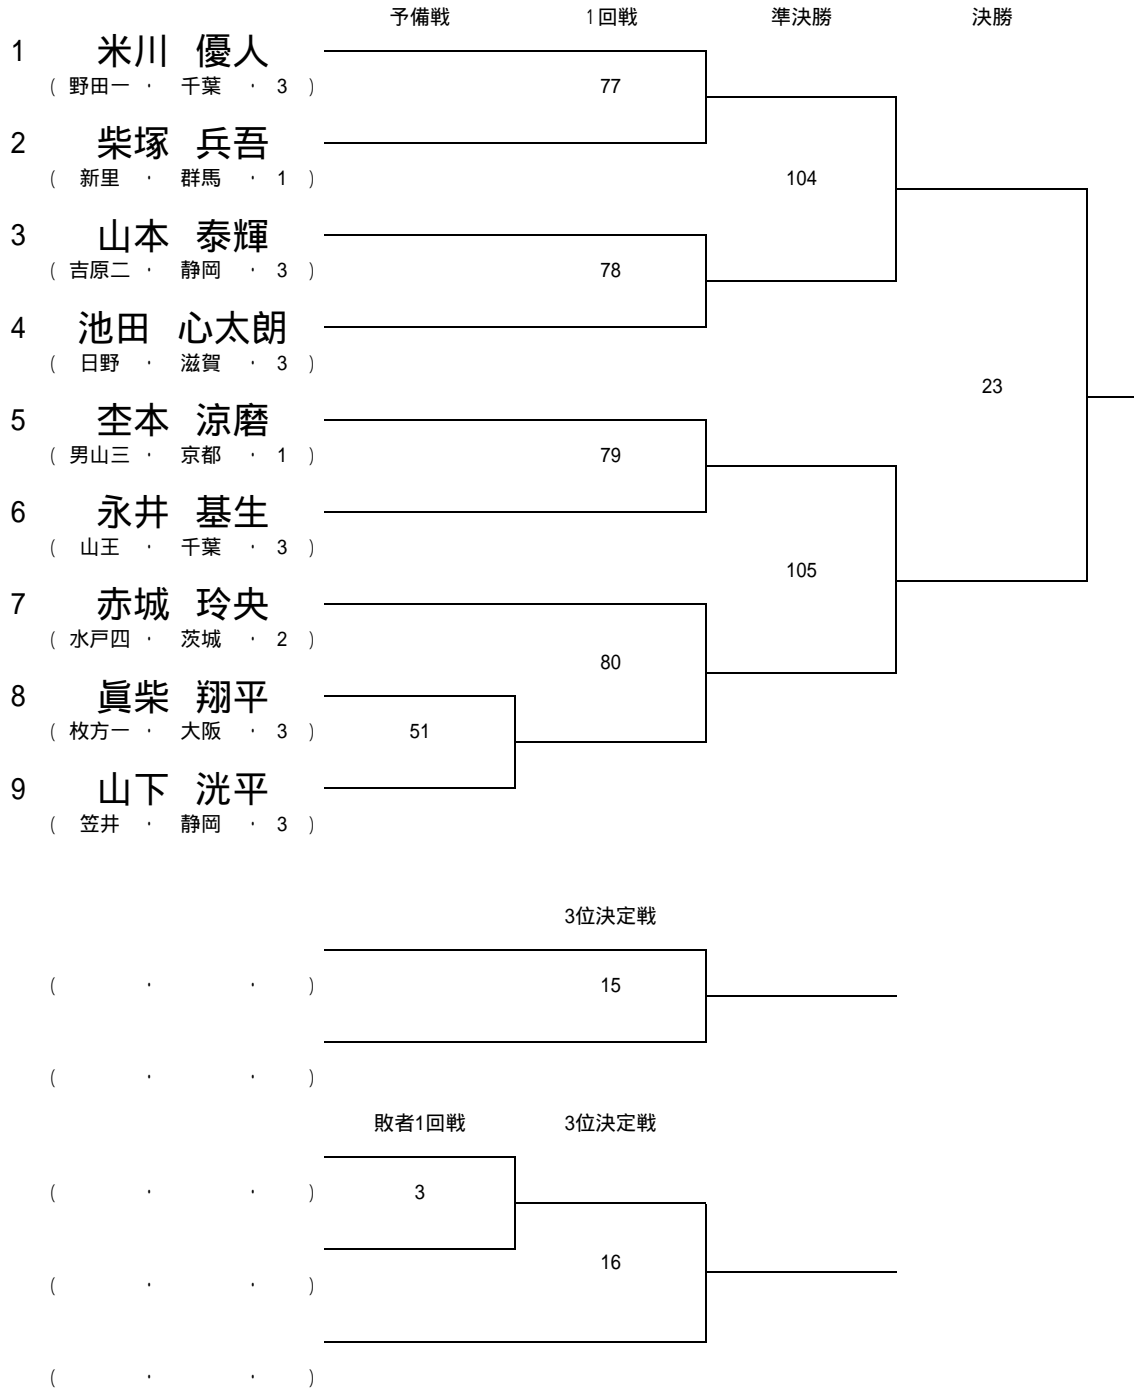 予備戦 1回戦 準決勝 決勝
1 米川 優人
( 野田一 ・ 千葉 ・ 3 )
77
2 柴塚 兵吾
( 新里 ・ 群馬 ・ 1 )
104
3 山本 泰輝
( 吉原二 ・ 静岡 ・ 3 )
78
4 池田 心太朗
( 日野 ・ 滋賀 ・ 3 )
23
5 杢本 涼磨
( 男山三 ・ 京都 ・ 1 )
79
6 永井 基生
( 山王 ・ 千葉 ・ 3 )
105
7 赤城 玲央
( 水戸四 ・ 茨城 ・ 2 )
80
8 眞柴 翔平
( 枚方一 ・ 大阪 ・ 3 )
51
9 山下 洸平
( 笠井 ・ 静岡 ・ 3 )
3位決定戦
( ・ ・ )
15
( ・ ・ )
敗者1回戦 3位決定戦
( ・ ・ )
3
16
( ・ ・ )
( ・ ・ )